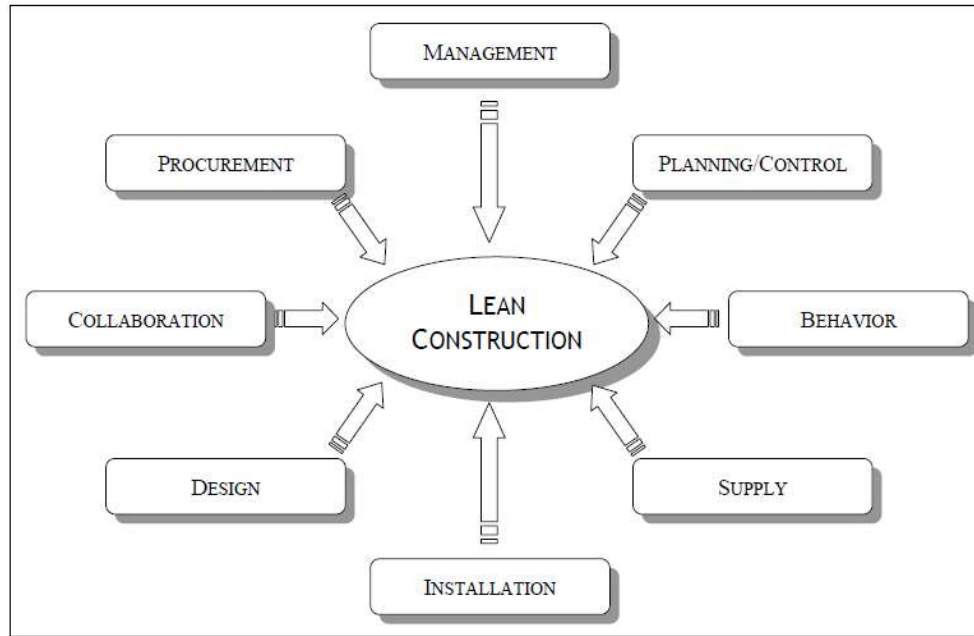 MANAGEMENT
PROCUREMENT
PLANNING/CONTROL
COLLABORATION
LEAN
CONSTRUCTION
BEHAVIOR
DESIGN
SUPPLY
INSTALLATION